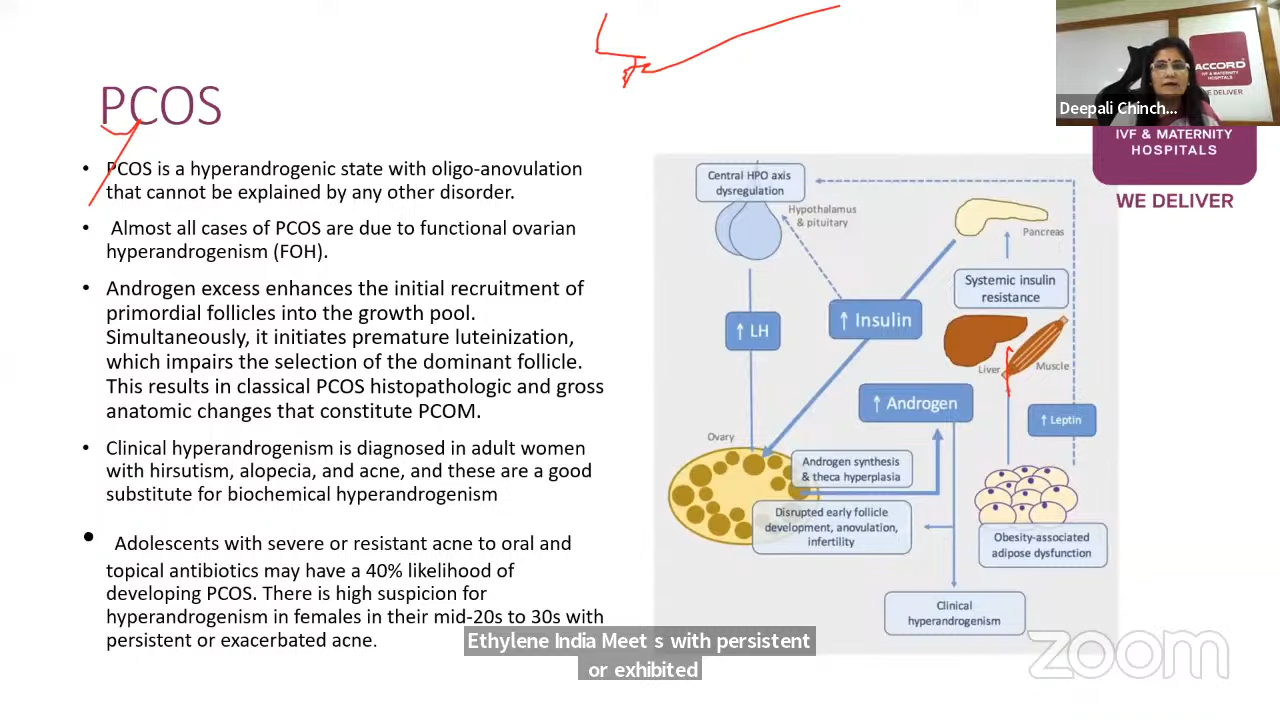 PCOS
• PCOS is a hyperandrogenic state with oligo-anovulation
that cannot be explained by any other disorder.
• Almost all cases of PCOS are due to functional ovarian
hyperandrogenism (FOH).
• Androgen excess enhances the initial recruitment of
primordial follicles into the growth pool.
Simultaneously, it initiates premature luteinization,
which impairs the selection of the dominant follicle.
This results in classical PCOS histopathologic and gross
anatomic changes that constitute PCOM.
• Clinical hyperandrogenism is diagnosed in adult women
with hirsutism, alopecia, and acne, and these are a good
substitute for biochemical hyperandrogenism
• Adolescents with severe or resistant acne to oral and
topical antibiotics may have a 40% likelihood of
developing PCOS. There is high suspicion for
hyperandrogenism in females in their mid-20s to 30s with
persistent or exacerbated acne.
Central HPO axis
dysregulation
Hypothalamus
& pituitary
Pancreas
Systemic insulin
resistance
↑ Insulin
↑ LH
Liver
Muscle
↑ Androgen
↑ Leptin
Ovary
Androgen synthesis
& theca hyperplasia
Disrupted early follicle
development, anovulation,
infertility
Obesity-associated
adipose dysfunction
Clinical
hyperandrogenism
ACCORD
IVF & MATERNITY
HOSPITALS
WE DELIVER
Deepali Chinch...
IVF & MATERNITY
HOSPITALS
WE DELIVER
Ethylene India Meet s with persistent
or exhibited
zoom